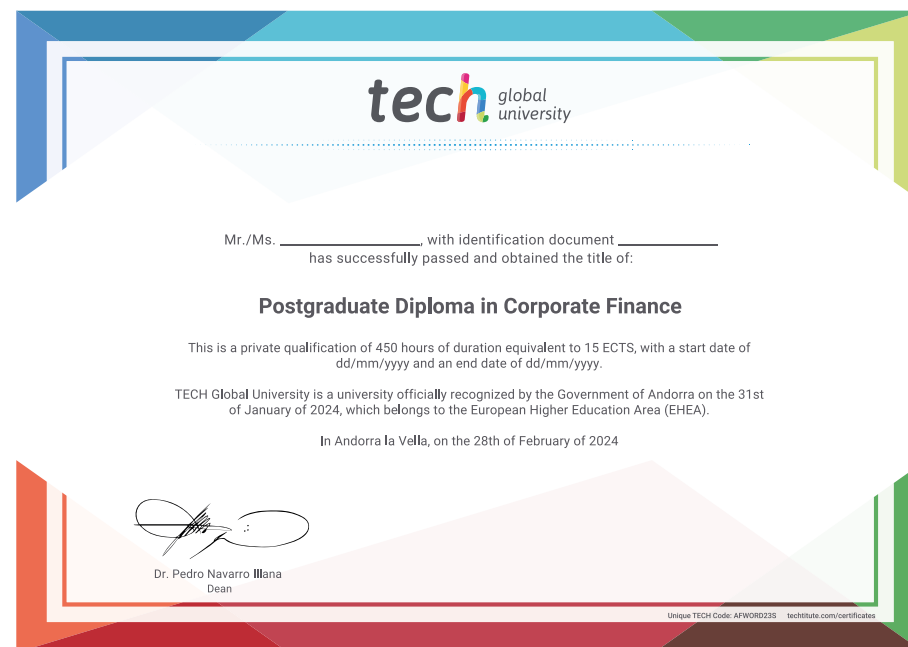 tech global
university
Mr./Ms. ____________, with identification document ____________
has successfully passed and obtained the title of:
Postgraduate Diploma in Corporate Finance
This is a private qualification of 450 hours of duration equivalent to 15 ECTS, with a start date of
dd/mm/yyyy and an end date of dd/mm/yyyy.
TECH Global University is a university officially recognized by the Government of Andorra on the 31st
of January of 2024, which belongs to the European Higher Education Area (EHEA).
In Andorra la Vella, on the 28th of February of 2024
Dr. Pedro Navarro Illana
Dean
Unique TECH Code: AFWORD23S techtitute.com/certificates